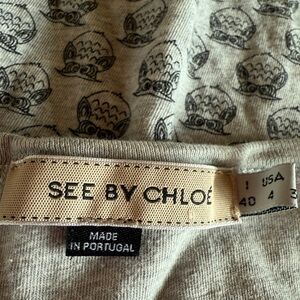 SEE BY CHLOÉ
I USA
40 4
MADE
IN PORTUGAL